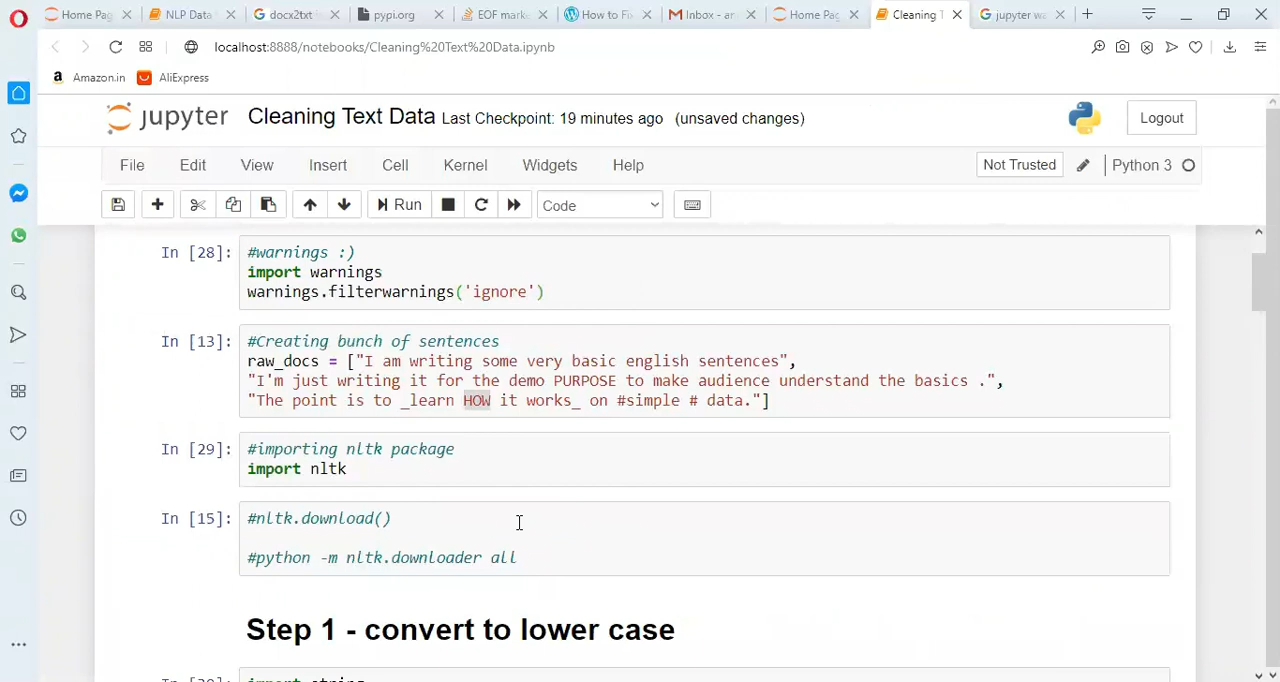 Home Pag
NLP Data
docx2txt
pypi.org
EOF mark
How to Fi
Inbox - ar
Home Pag
Cleaning T
jupyter wa
localhost:8888/notebooks/Cleaning%20Text%20Data.ipynb
Amazon.in AliExpress
jupyter Cleaning Text Data Last Checkpoint: 19 minutes ago (unsaved changes) Logout
File Edit View Insert Cell Kernel Widgets Help Not Trusted Python 3
Run Code
In [28]: #warnings :)
import warnings
warnings.filterwarnings('ignore')
In [13]: #Creating bunch of sentences
raw_docs = ["I am writing some very basic english sentences",
"I'm just writing it for the demo PURPOSE to make audience understand the basics .",
"The point is to _learn HOW it works_ on #simple # data."]
In [29]: #importing nltk package
import nltk
In [15]: #nltk.download()
#python -m nltk.downloader all
Step 1 - convert to lower case
import string